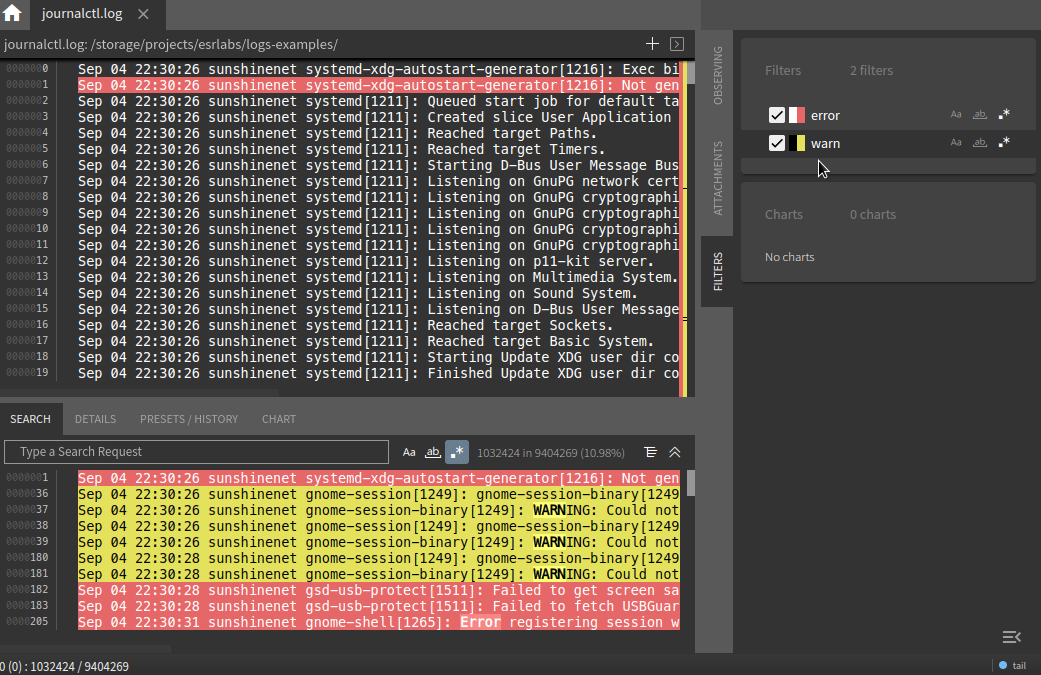 journalctl.log
journalctl.log: /storage/projects/esrlabs/logs-examples/
00000000 Sep 04 22:30:26 sunshinenet systemd-xdg-autostart-generator[1216]: Exec bi
00000001 Sep 04 22:30:26 sunshinenet systemd-xdg-autostart-generator[1216]: Not gen
00000002 Sep 04 22:30:26 sunshinenet systemd[1211]: Queued start job for default ta
00000003 Sep 04 22:30:26 sunshinenet systemd[1211]: Created slice User Application
00000004 Sep 04 22:30:26 sunshinenet systemd[1211]: Reached target Paths.
00000005 Sep 04 22:30:26 sunshinenet systemd[1211]: Reached target Timers.
00000006 Sep 04 22:30:26 sunshinenet systemd[1211]: Starting D-Bus User Message Bus
00000007 Sep 04 22:30:26 sunshinenet systemd[1211]: Listening on GnuPG network cert
00000008 Sep 04 22:30:26 sunshinenet systemd[1211]: Listening on GnuPG cryptographi
00000009 Sep 04 22:30:26 sunshinenet systemd[1211]: Listening on GnuPG cryptographi
0000010 Sep 04 22:30:26 sunshinenet systemd[1211]: Listening on GnuPG cryptographi
0000011 Sep 04 22:30:26 sunshinenet systemd[1211]: Listening on GnuPG cryptographi
0000012 Sep 04 22:30:26 sunshinenet systemd[1211]: Listening on p11-kit server.
0000013 Sep 04 22:30:26 sunshinenet systemd[1211]: Listening on Multimedia System.
0000014 Sep 04 22:30:26 sunshinenet systemd[1211]: Listening on Sound System.
0000015 Sep 04 22:30:26 sunshinenet systemd[1211]: Listening on D-Bus User Message
0000016 Sep 04 22:30:26 sunshinenet systemd[1211]: Reached target Sockets.
0000017 Sep 04 22:30:26 sunshinenet systemd[1211]: Reached target Basic System.
0000018 Sep 04 22:30:26 sunshinenet systemd[1211]: Starting Update XDG user dir co
0000019 Sep 04 22:30:26 sunshinenet systemd[1211]: Finished Update XDG user dir co
SEARCH DETAILS PRESETS / HISTORY CHART
Type a Search Request Aa ab. .* 1032424 in 9404269 (10.98%)
0000001 Sep 04 22:30:26 sunshinenet systemd-xdg-autostart-generator[1216]: Not gen
0000036 Sep 04 22:30:26 sunshinenet gnome-session[1249]: gnome-session-binary[1249
0000037 Sep 04 22:30:26 sunshinenet gnome-session-binary[1249]: WARNING: Could not
0000038 Sep 04 22:30:26 sunshinenet gnome-session[1249]: gnome-session-binary[1249
0000039 Sep 04 22:30:26 sunshinenet gnome-session-binary[1249]: WARNING: Could not
0000180 Sep 04 22:30:28 sunshinenet gnome-session[1249]: gnome-session-binary[1249
0000181 Sep 04 22:30:28 sunshinenet gnome-session-binary[1249]: WARNING: Could not
0000182 Sep 04 22:30:28 sunshinenet gsd-usb-protect[1511]: Failed to get screen sa
0000183 Sep 04 22:30:28 sunshinenet gsd-usb-protect[1511]: Failed to fetch USBGuar
0000205 Sep 04 22:30:31 sunshinenet gnome-shell[1265]: Error registering session w
0 (0) : 1032424 / 9404269
OBSERVING
ATTACHMENTS
FILTERS
Filters 2 filters
error Aa ab. .*
warn Aa ab. .*
Charts 0 charts
No charts
tail